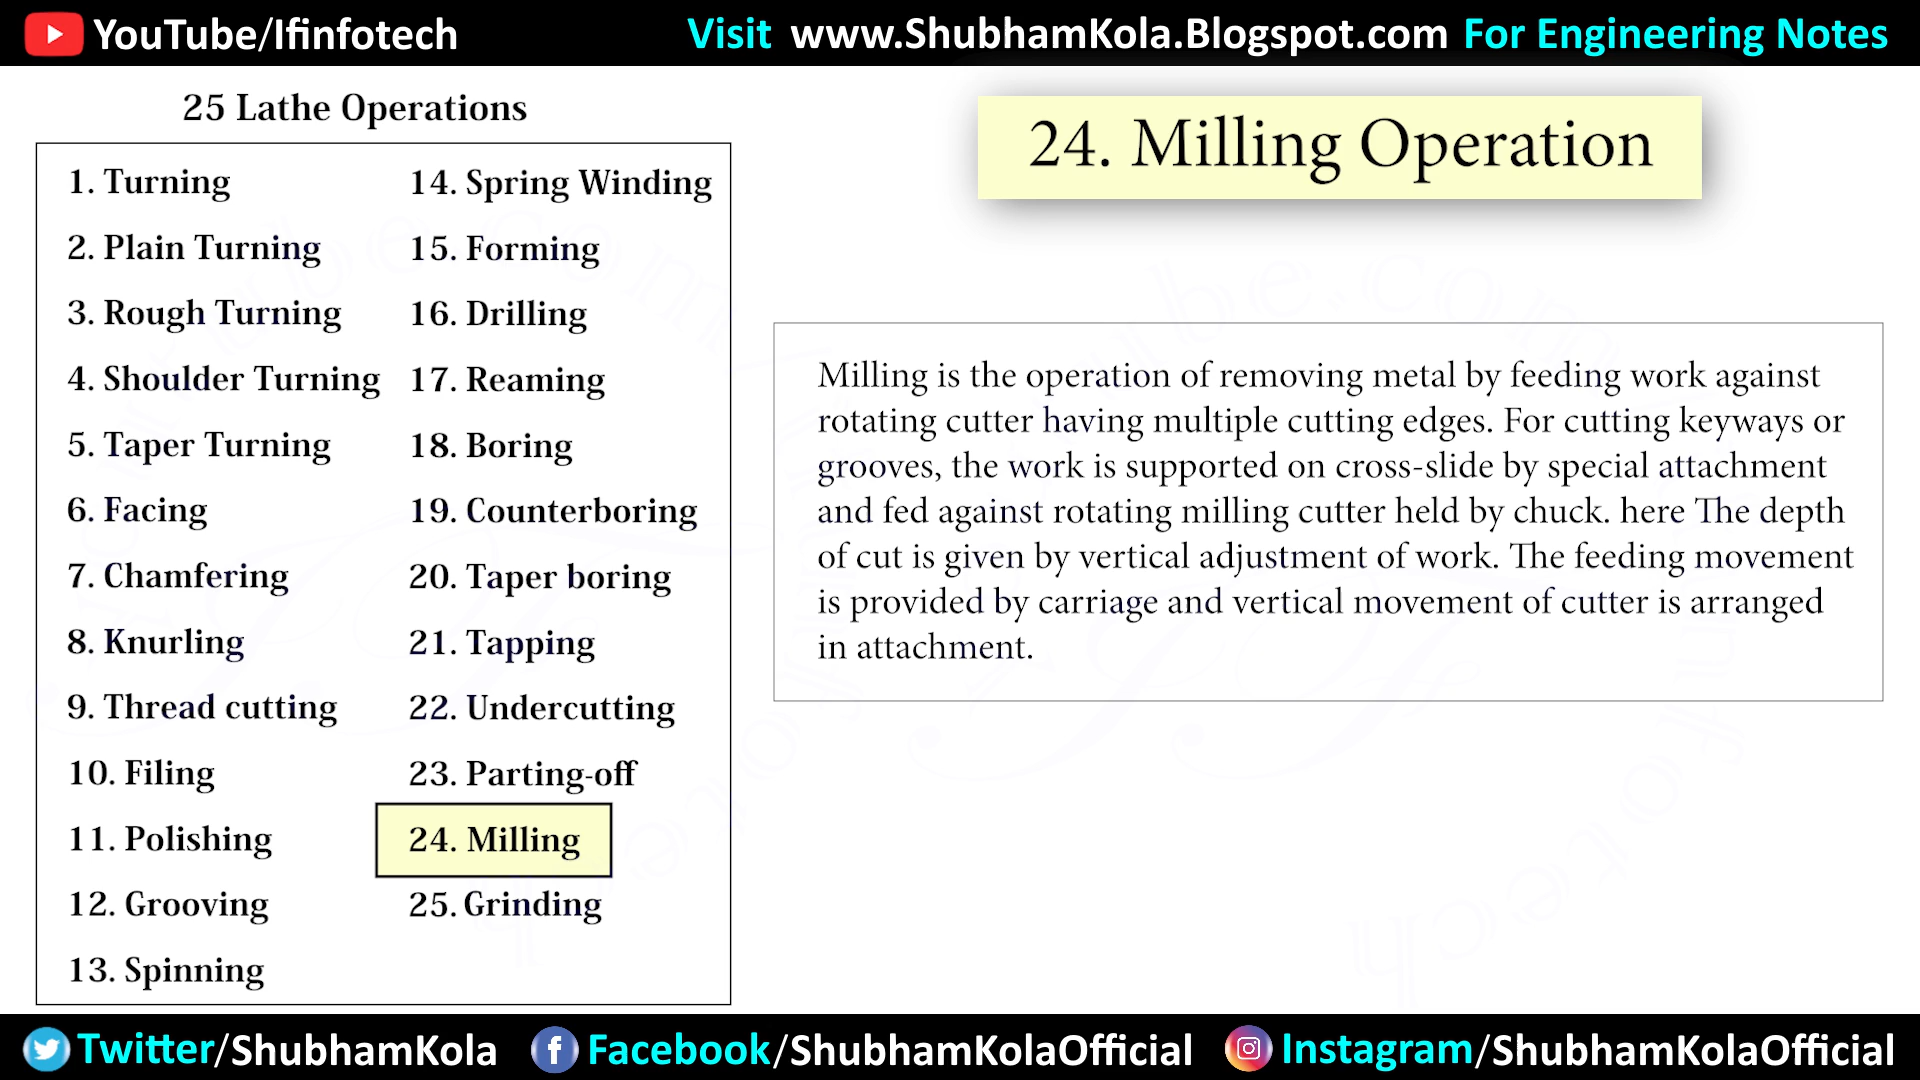 YouTube/Ifinfotech
Visit www.ShubhamKola.Blogspot.com For Engineering Notes
25 Lathe Operations
1. Turning
2. Plain Turning
3. Rough Turning
4. Shoulder Turning
5. Taper Turning
6. Facing
7. Chamfering
8. Knurling
9. Thread cutting
10. Filing
11. Polishing
12. Grooving
13. Spinning
14. Spring Winding
15. Forming
16. Drilling
17. Reaming
18. Boring
19. Counterboring
20. Taper boring
21. Tapping
22. Undercutting
23. Parting-off
24. Milling
25. Grinding
24. Milling Operation
Milling is the operation of removing metal by feeding work against
rotating cutter having multiple cutting edges. For cutting keyways or
grooves, the work is supported on cross-slide by special attachment
and fed against rotating milling cutter held by chuck. here The depth
of cut is given by vertical adjustment of work. The feeding movement
is provided by carriage and vertical movement of cutter is arranged
in attachment.
Twitter/ShubhamKola
Facebook/ShubhamKolaOfficial
Instagram/ShubhamKolaOfficial